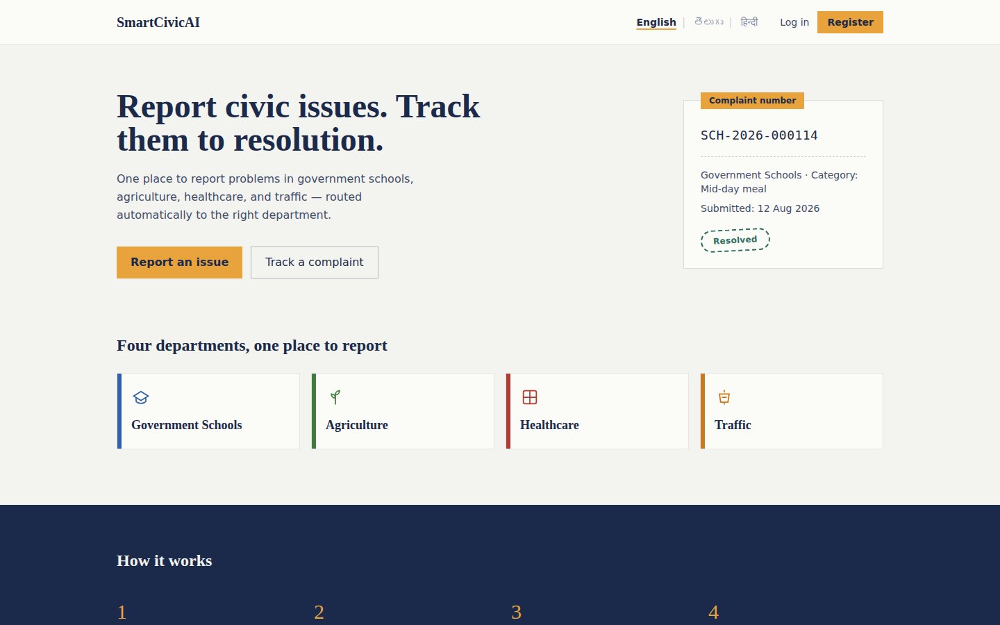 SmartCivicAI
English | తెలుగు | हिन्दी
Log in
Register
Report civic issues. Track
them to resolution.
One place to report problems in government schools,
agriculture, healthcare, and traffic — routed
automatically to the right department.
Report an issue
Track a complaint
Complaint number
SCH-2026-000114
Government Schools · Category:
Mid-day meal
Submitted: 12 Aug 2026
Resolved
Four departments, one place to report
Government Schools
Agriculture
Healthcare
Traffic
How it works
1
2
3
4